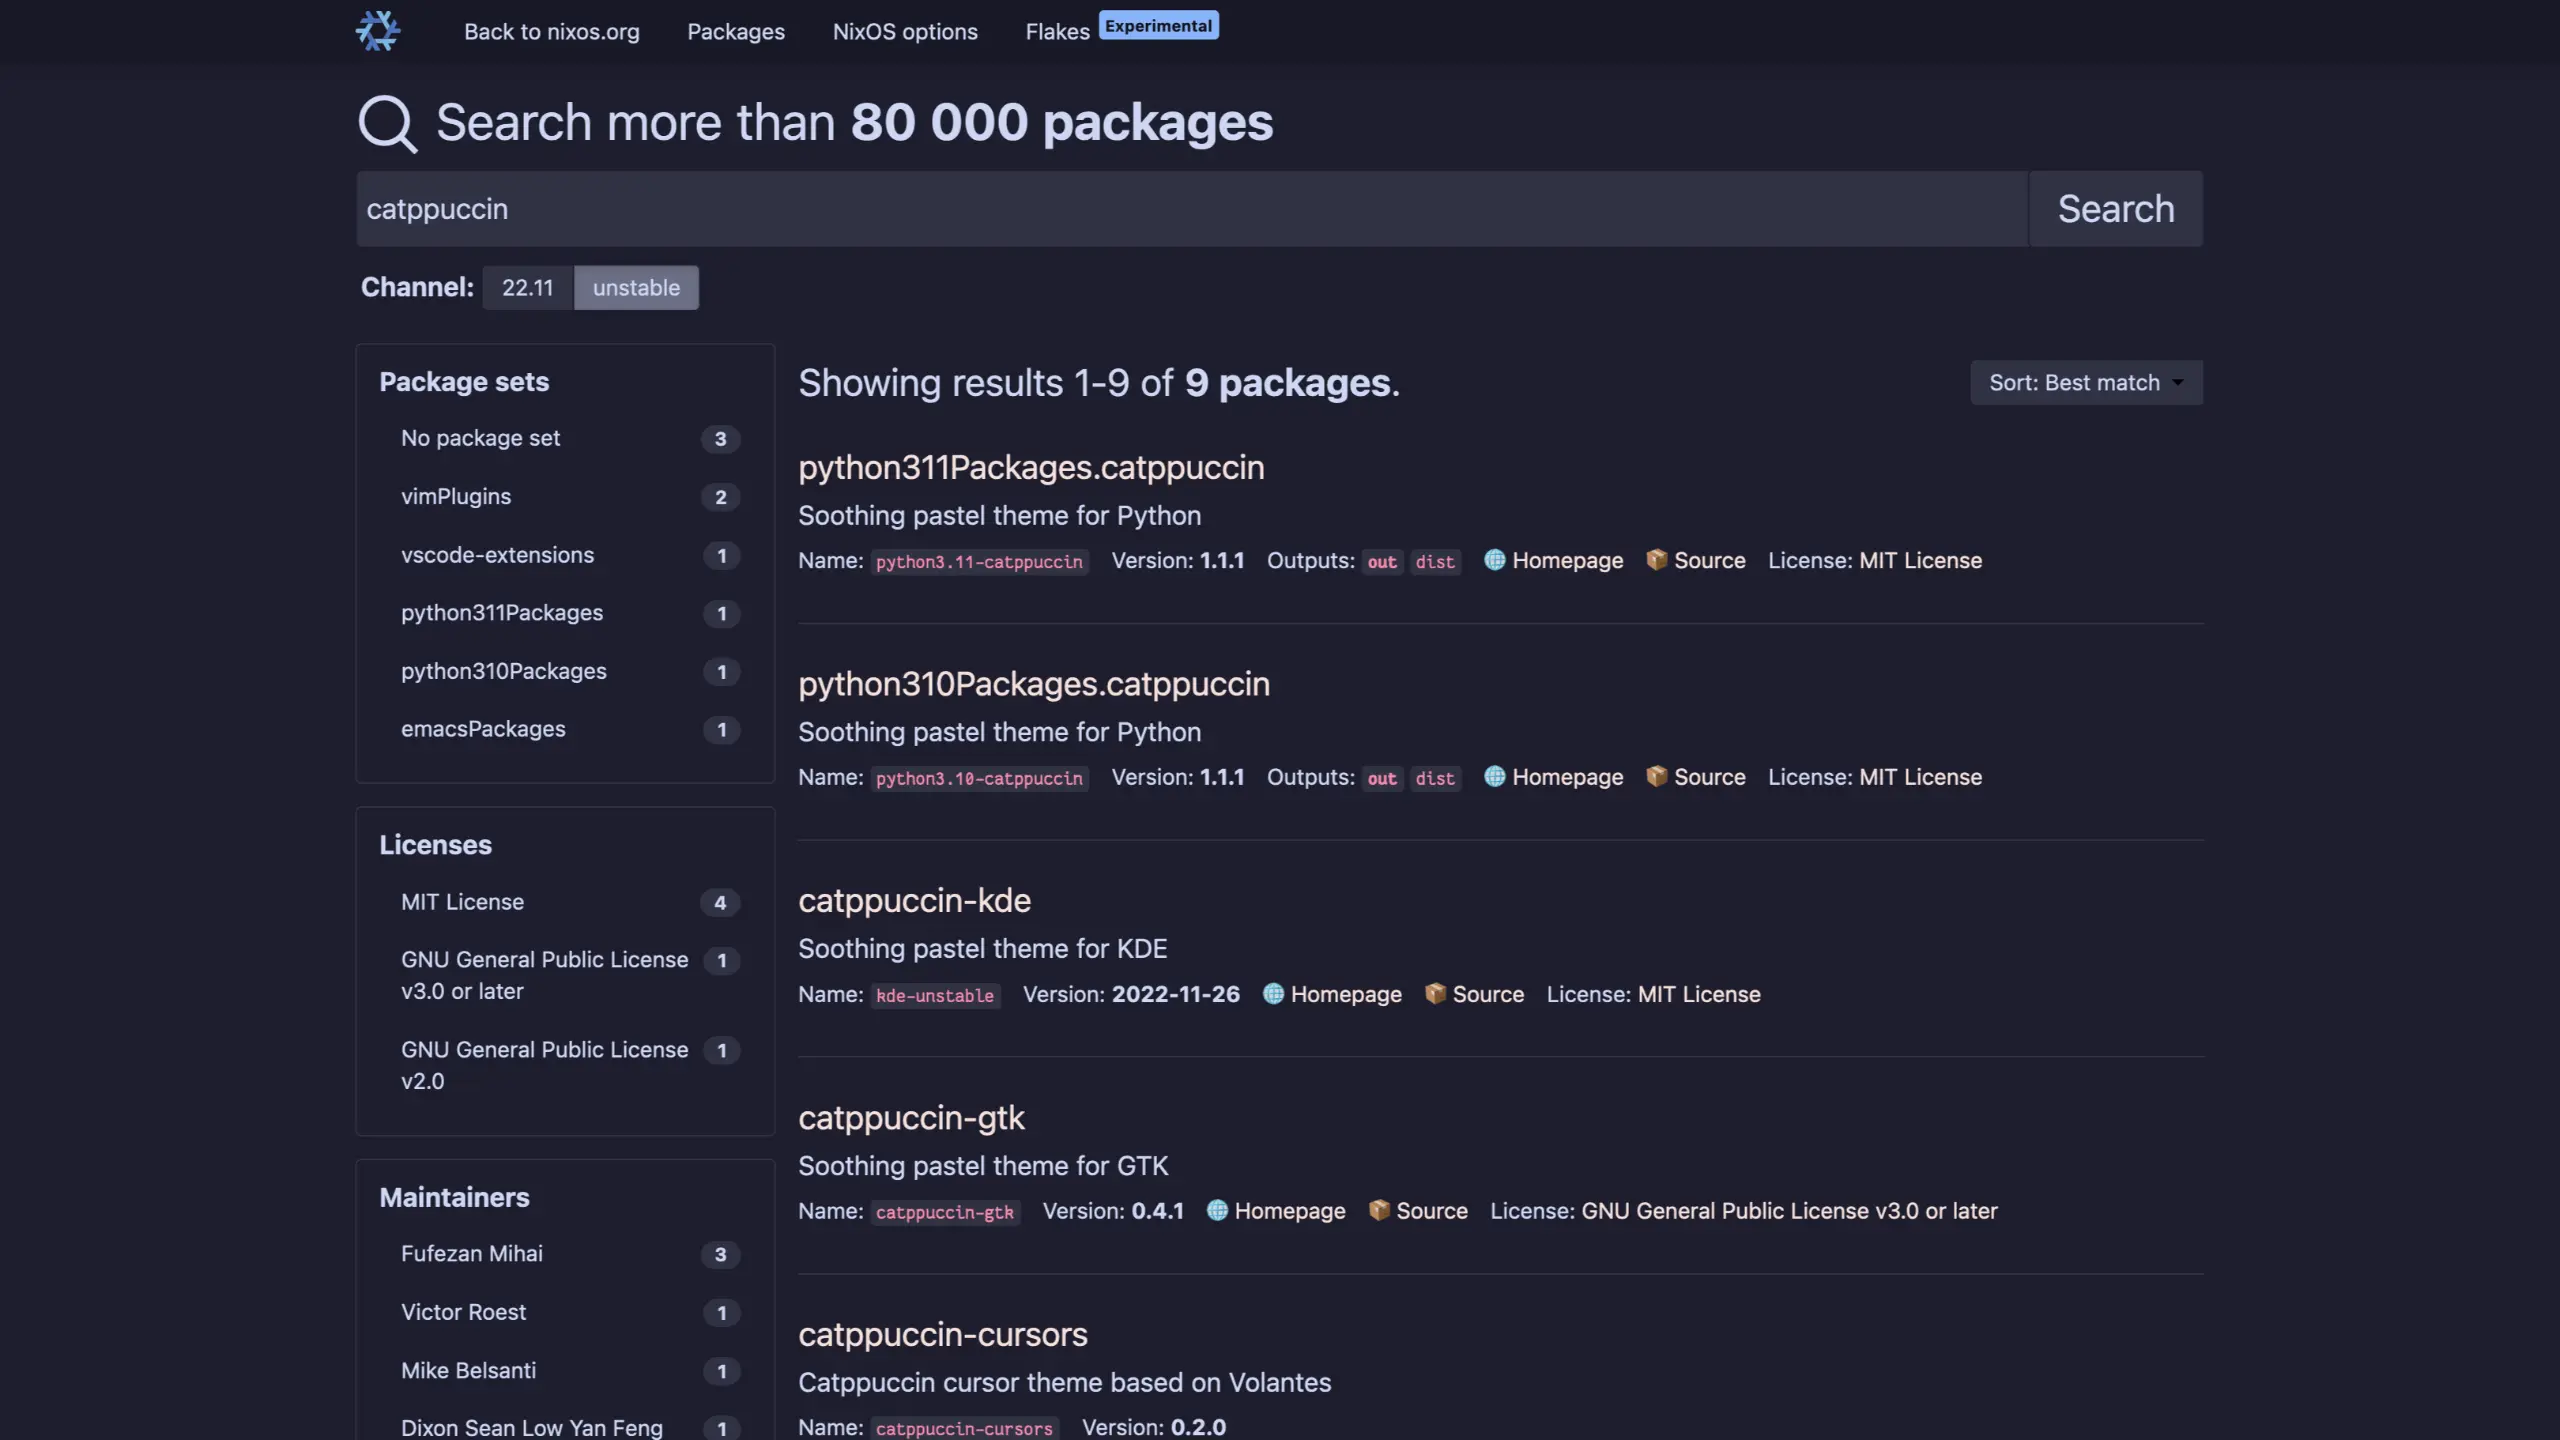 Back to nixos.org Packages NixOS options Flakes Experimental
Search more than 80 000 packages
catppuccin Search
Channel: 22.11 unstable
Package sets
No package set 3
vimPlugins 2
vscode-extensions 1
python311Packages 1
python310Packages 1
emacsPackages 1
Licenses
MIT License 4
GNU General Public License 1
v3.0 or later
GNU General Public License 1
v2.0
Maintainers
Fufezan Mihai 3
Victor Roest 1
Mike Belsanti 1
Dixon Sean Low Yan Feng 1
Showing results 1-9 of 9 packages. Sort: Best match
python311Packages.catppuccin
Soothing pastel theme for Python
Name: python3.11-catppuccin Version: 1.1.1 Outputs: out dist Homepage Source License: MIT License
python310Packages.catppuccin
Soothing pastel theme for Python
Name: python3.10-catppuccin Version: 1.1.1 Outputs: out dist Homepage Source License: MIT License
catppuccin-kde
Soothing pastel theme for KDE
Name: kde-unstable Version: 2022-11-26 Homepage Source License: MIT License
catppuccin-gtk
Soothing pastel theme for GTK
Name: catppuccin-gtk Version: 0.4.1 Homepage Source License: GNU General Public License v3.0 or later
catppuccin-cursors
Catppuccin cursor theme based on Volantes
Name: catppuccin-cursors Version: 0.2.0